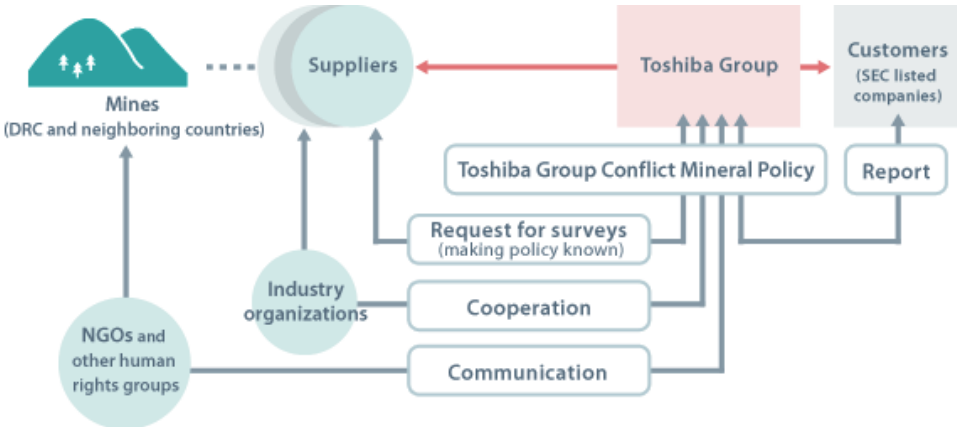 Mines
(DRC and neighboring countries)
Suppliers
Toshiba Group
Customers
(SEC listed
companies)
Toshiba Group Conflict Mineral Policy
Report
Request for surveys
(making policy known)
Industry
organizations
Cooperation
NGOs and
other human
rights groups
Communication